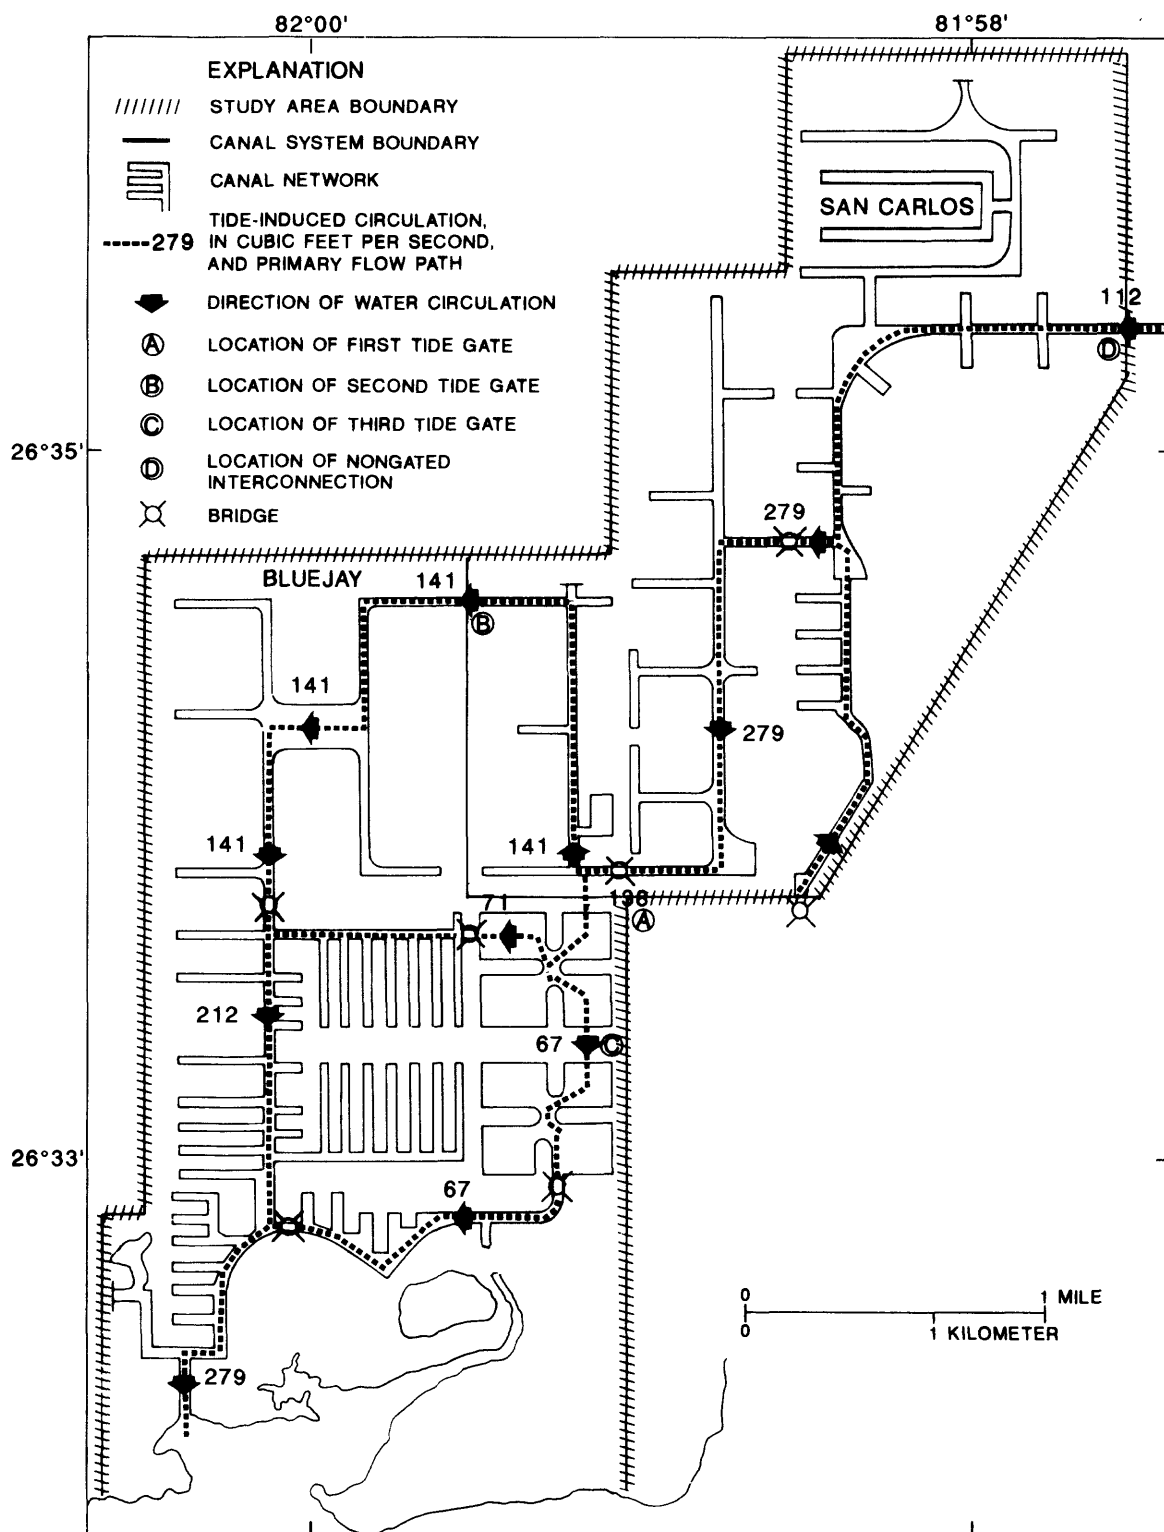 82°00'
81°58'
EXPLANATION
STUDY AREA BOUNDARY
CANAL SYSTEM BOUNDARY
CANAL NETWORK
TIDE-INDUCED CIRCULATION,
279 IN CUBIC FEET PER SECOND,
AND PRIMARY FLOW PATH
DIRECTION OF WATER CIRCULATION
A LOCATION OF FIRST TIDE GATE
B LOCATION OF SECOND TIDE GATE
C LOCATION OF THIRD TIDE GATE
D LOCATION OF NONGATED
INTERCONNECTION
BRIDGE
SAN CARLOS
112
D
26°35'
279
BLUEJAY
141
B
141
279
141
141
138
71
A
212
67
C
26°33'
67
0
1 MILE
0
1 KILOMETER
279